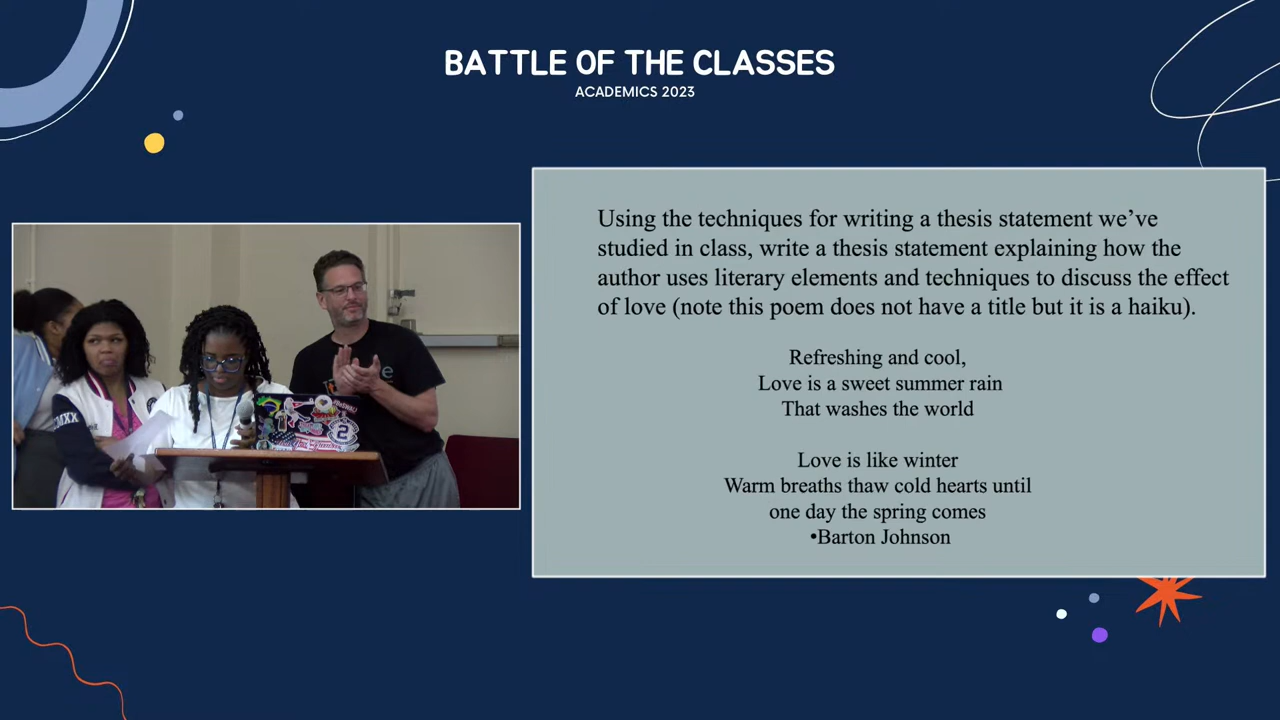 BATTLE OF THE CLASSES
ACADEMICS 2023
Using the techniques for writing a thesis statement we’ve
studied in class, write a thesis statement explaining how the
author uses literary elements and techniques to discuss the effect
of love (note this poem does not have a title but it is a haiku).
Refreshing and cool,
Love is a sweet summer rain
That washes the world
Love is like winter
Warm breaths thaw cold hearts until
one day the spring comes
•Barton Johnson
CMXX
2